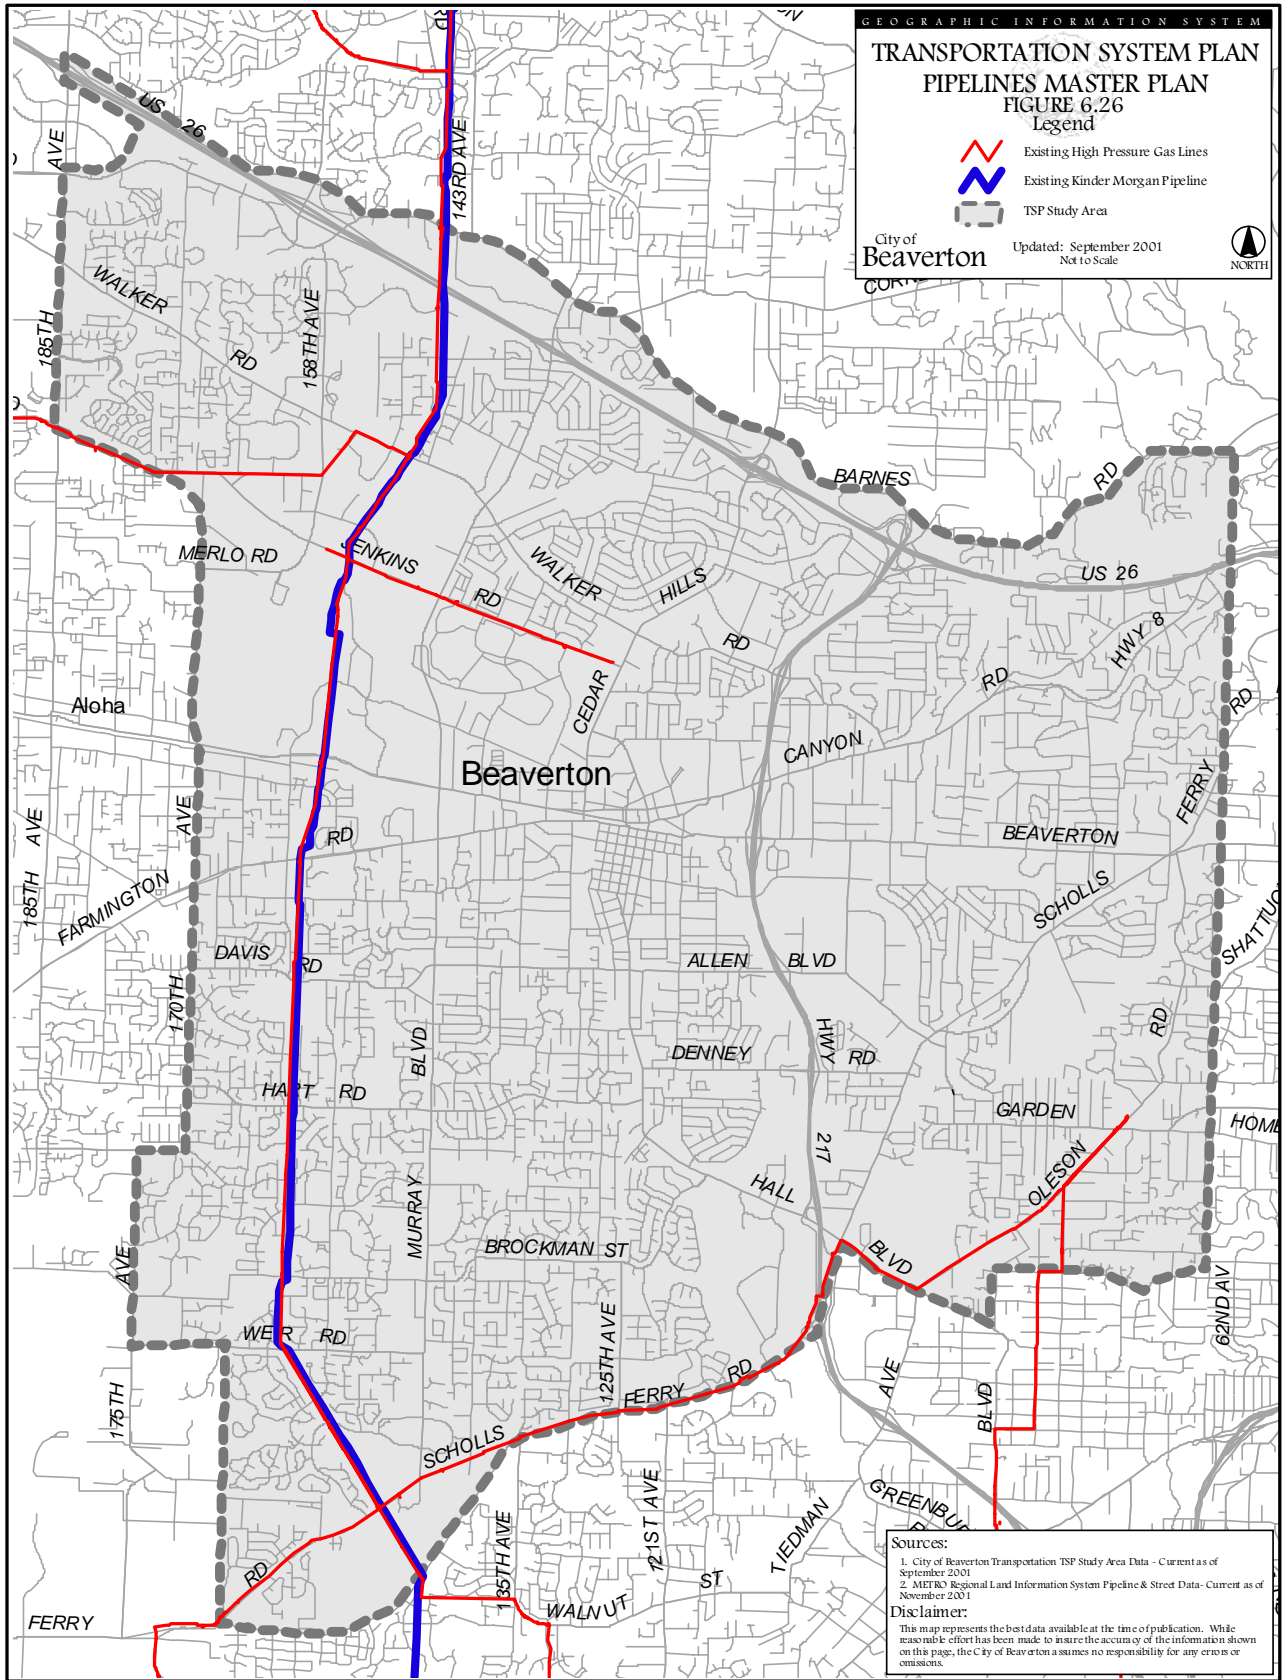 GEOGRAPHIC INFORMATION SYSTEM
TRANSPORTATION SYSTEM PLAN
PIPELINES MASTER PLAN
FIGURE 6.26
Legend
Existing High Pressure Gas Lines
Existing Kinder Morgan Pipeline
TSP Study Area
City of
Beaverton
Updated: September 2001
Not to Scale
NORTH
RD
US 26
AVE
143RD AVE
WALKER
RD
158TH AVE
185TH
BARNES
RD
MERLO RD
JENKINS
RD
WALKER
HILLS
RD
US 26
HWY 8
RD
RD
Aloha
CEDAR
CANYON
Beaverton
FERRY
185TH AVE
AVE
RD
BEAVERTON
FARMINGTON
SCHOLLS
DAVIS
RD
ALLEN
BLVD
170TH
BLVD
DENNEY
HWY
RD
RD
HART
RD
GARDEN
217
HALL
OLESON
MURRAY
BROCKMAN ST
BLVD
AVE
62ND AV
WEIR
RD
125TH AVE
FERRY
RD
AVE
BLVD
175TH
SCHOLLS
121ST AVE
TIEDMAN
135TH AVE
RD
ST
WALNUT
FERRY
Sources:
1. City of Beaverton Transportation TSP Study Area Data - Current as of
September 2001
2. METRO Regional Land Information System Pipeline & Street Data- Current as of
November 2001
Disclaimer:
This map represents the best data available at the time of publication. While
reasonable effort has been made to insure the accuracy of the information shown
on this page, the City of Beaverton assumes no responsibility for any errors or
omissions.